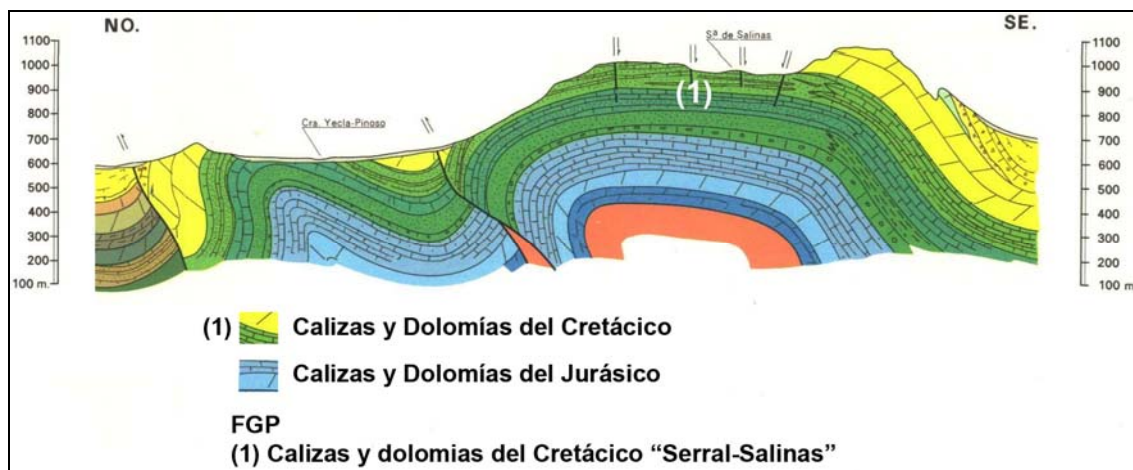 NO.
SE.
Sª de Salinas
1100
1000
900
800
700
600
500
400
300
200
100 m.
1100
1000
900
800
700
600
500
400
300
200
100 m
(1)
Cra. Yecla-Pinoso
(1) Calizas y Dolomías del Cretácico
Calizas y Dolomías del Jurásico
FGP
(1) Calizas y dolomias del Cretácico “Serral-Salinas”